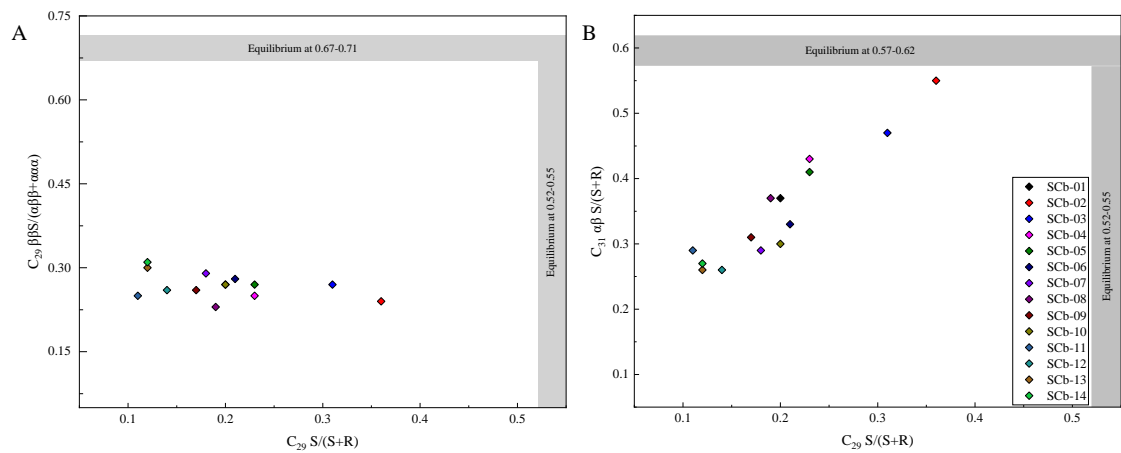 A
0.75
0.60
0.45
0.30
0.15
C₂₉ ββS/(αββ+ααα)
Equilibrium at 0.67-0.71
Equilibrium at 0.52-0.55
0.1 0.2 0.3 0.4 0.5
C₂₉ S/(S+R)
B
0.6
0.5
0.4
0.3
0.2
0.1
C₃₁ αβ S/(S+R)
Equilibrium at 0.57-0.62
Equilibrium at 0.52-0.55
SCb-01
SCb-02
SCb-03
SCb-04
SCb-05
SCb-06
SCb-07
SCb-08
SCb-09
SCb-10
SCb-11
SCb-12
SCb-13
SCb-14
0.1 0.2 0.3 0.4 0.5
C₂₉ S/(S+R)